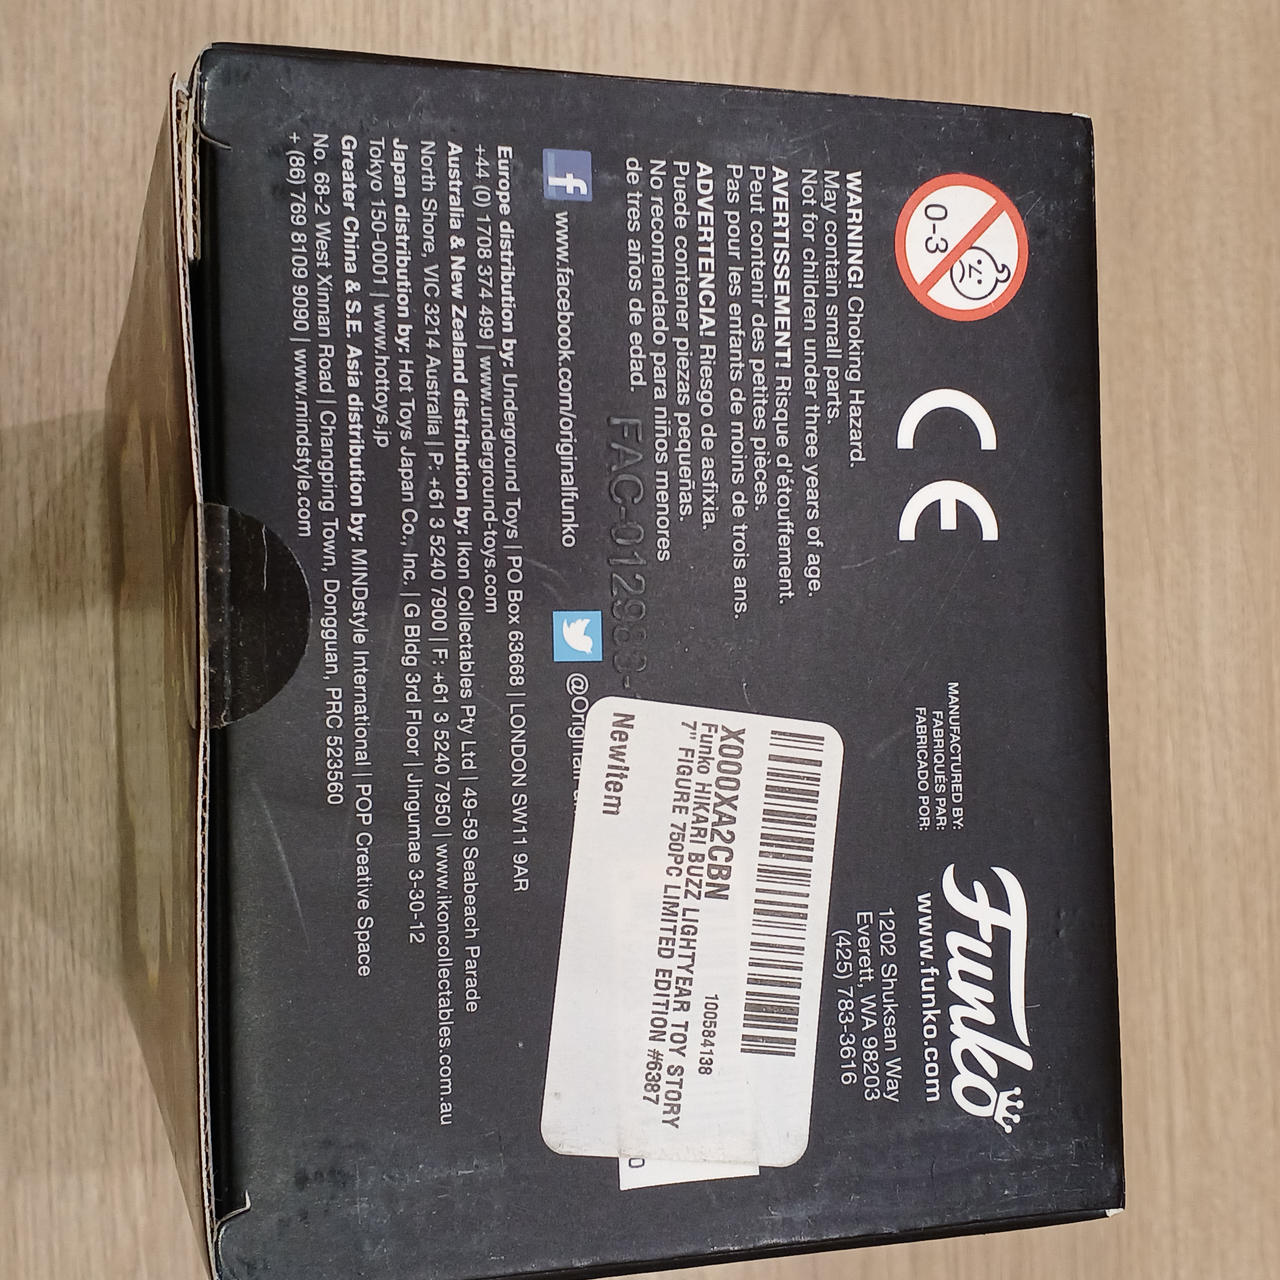 0-3
CE
MANUFACTURED BY:
FABRIQUÉS PAR:
FABRICADO POR:
Funko
www.funko.com
1202 Shuksan Way
Everett, WA 98203
(425) 783-3616
WARNING! Choking Hazard.
May contain small parts.
Not for children under three years of age.
AVERTISSEMENT! Risque d'étouffement.
Peut contenir des petites pièces.
Pas pour les enfants de moins de trois ans.
ADVERTENCIA! Riesgo de asfixia.
Puede contener piezas pequeñas.
No recomendado para niños menores
de tres años de edad.
FAC-012983-
X000XA2CBN
100584138
Funko HIKARI BUZZ LIGHTYEAR TOY STORY
7" FIGURE 750PC LIMITED EDITION #6387
NewItem
f www.facebook.com/originalfunko
@Original
Europe distribution by: Underground Toys | PO Box 63668 | LONDON SW11 9AR
+44 (0) 1708 374 499 | www.underground-toys.com
Australia & New Zealand distribution by: Ikon Collectables Pty Ltd | 49-59 Seabeach Parade
North Shore, VIC 3214 Australia | P: +61 3 5240 7900 | F: +61 3 5240 7950 | www.ikoncollectables.com.au
Japan distribution by: Hot Toys Japan Co., Inc. | G Bldg 3rd Floor | Jingumae 3-30-12
Tokyo 150-0001 | www.hottoys.jp
Greater China & S.E. Asia distribution by: MINDstyle International | POP Creative Space
No. 68-2 West Xinnan Road | Changping Town, Dongguan, PRC 523560
+ (86) 769 8109 9090 | www.mindstyle.com